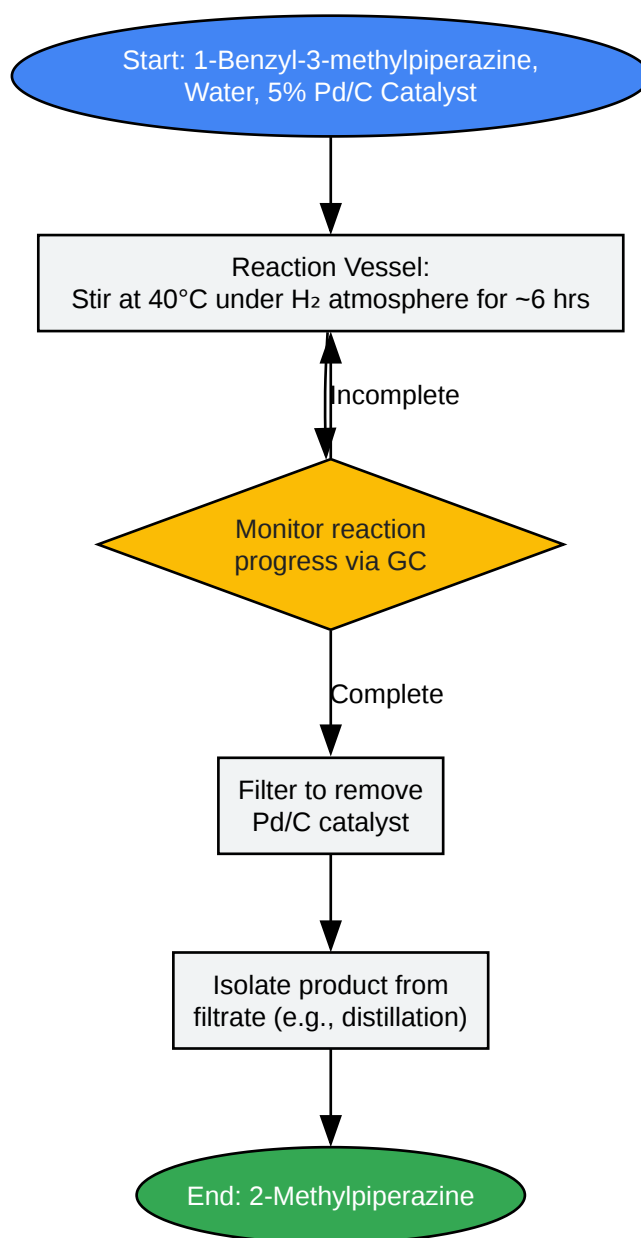 Start: 1-Benzyl-3-methylpiperazine,
Water, 5% Pd/C Catalyst
Reaction Vessel:
Stir at 40°C under H₂ atmosphere for ~6 hrs
Incomplete
Monitor reaction
progress via GC
Complete
Filter to remove
Pd/C catalyst
Isolate product from
filtrate (e.g., distillation)
End: 2-Methylpiperazine